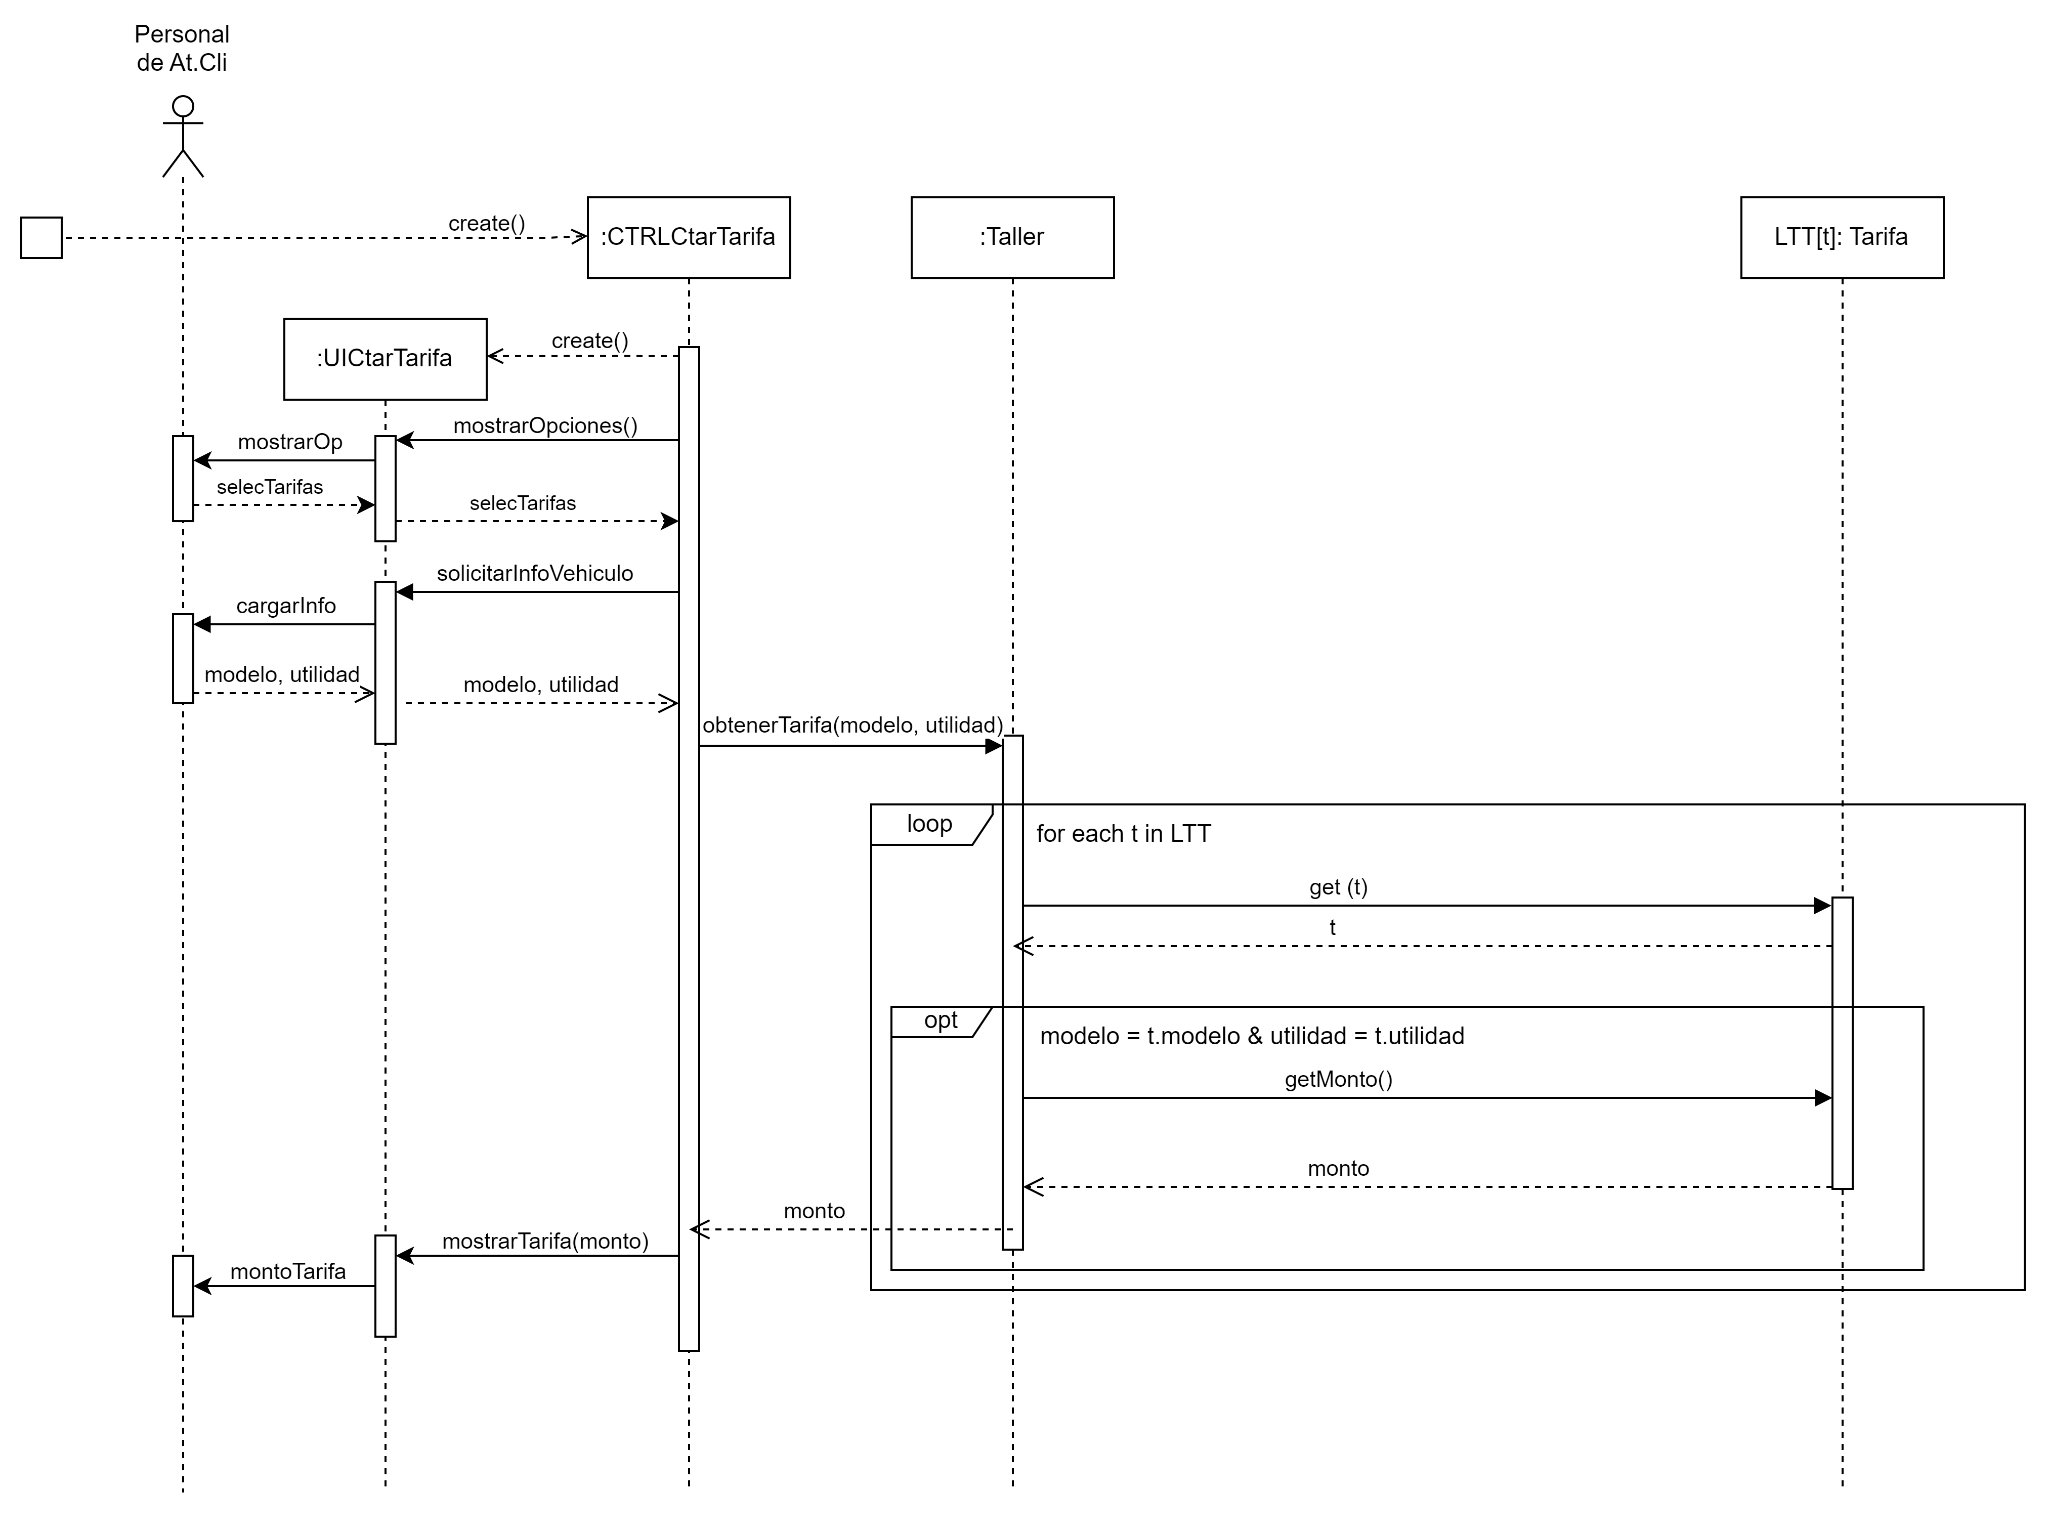 Personal
de At.Cli
create()
:CTRLCtarTarifa
:Taller
LTT[t]: Tarifa
create()
:UICtarTarifa
mostrarOpciones()
mostrarOp
selecTarifas
selecTarifas
solicitarInfoVehiculo
cargarInfo
modelo, utilidad
modelo, utilidad
obtenerTarifa(modelo, utilidad)
loop
for each t in LTT
get (t)
t
opt
modelo = t.modelo & utilidad = t.utilidad
getMonto()
monto
monto
mostrarTarifa(monto)
montoTarifa